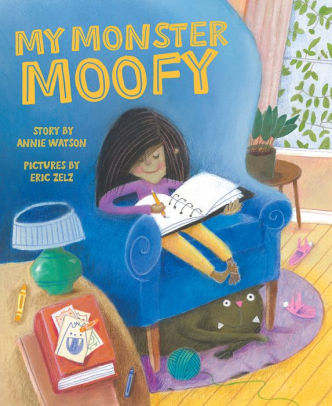 MY MONSTER
MOOFY
STORY BY
ANNIE WATSON
PICTURES BY
ERIC ZELZ